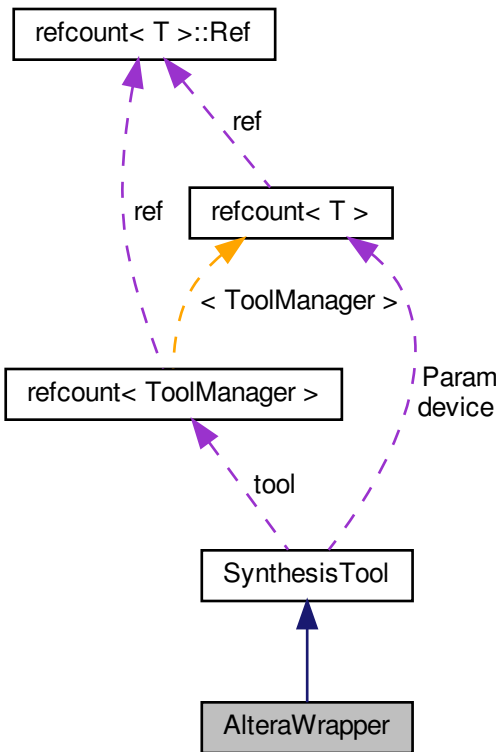 refcount< T >::Ref
ref
refcount< T >
ref
< ToolManager >
Param
device
refcount< ToolManager >
tool
SynthesisTool
AlteraWrapper